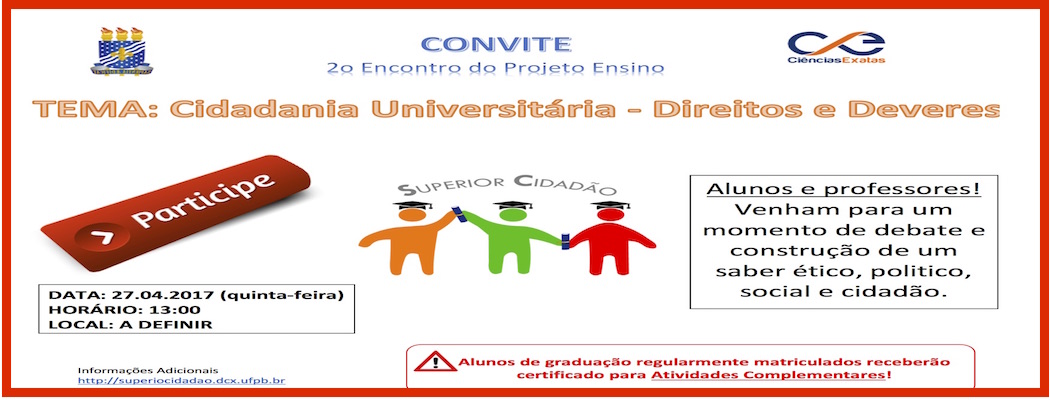 CONVITE
2o Encontro do Projeto Ensino
CiênciasExatas
TEMA: Cidadania Universitária - Direitos e Deveres
Participe
SUPERIOR CIDADÃO
Alunos e professores!
Venham para um
momento de debate e
construção de um
saber ético, politico,
social e cidadão.
DATA: 27.04.2017 (quinta-feira)
HORÁRIO: 13:00
LOCAL: A DEFINIR
Informações Adicionais
http://superiocidadao.dcx.ufpb.br
Alunos de graduação regularmente matriculados receberão
certificado para Atividades Complementares!